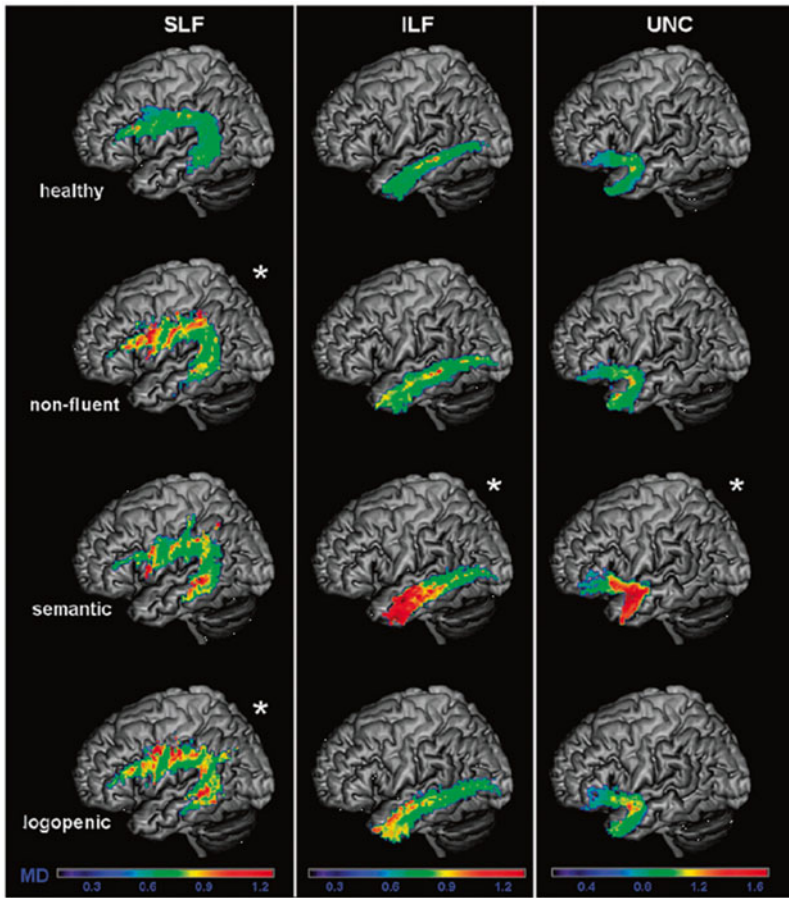 SLF ILF UNC
healthy
*
non-fluent
* *
semantic
*
logopenic
MD 0.3 0.6 0.9 1.2 0.3 0.6 0.9 1.2 0.4 0.8 1.2 1.6